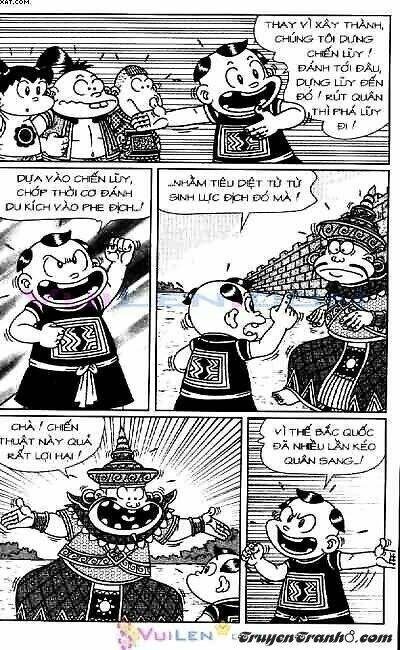 XAT.COM
THAY VÌ XÂY THÀNH,
CHÚNG TÔI DỰNG
CHIẾN LŨY!
ĐÁNH TỚI ĐÂU,
DỰNG LŨY ĐẾN
ĐÓ! RÚT QUÂN
THÌ PHÁ LŨY
ĐI!
DỰA VÀO CHIẾN LŨY,
CHỚP THỜI CƠ ĐÁNH
DU KÍCH VÀO PHE ĐỊCH...!
...NHẰM TIÊU DIỆT TỪ TỪ
SINH LỰC ĐỊCH ĐÓ MÀ!
VUILEN
CHÀ! CHIẾN
THUẬT NÀY QUẢ
RẤT LỢI HẠI!
VÌ THẾ BẮC QUỐC
ĐÃ NHIỀU LẦN KÉO
QUÂN SANG...!
VUILEN
TruyenTranh8.com